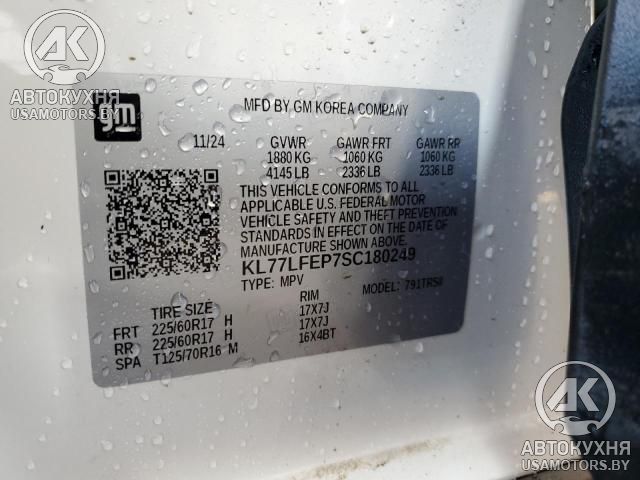 AK
АВТОКУХНЯ
USAMOTORS.BY
gm
MFD BY GM KOREA COMPANY
11/24 GVWR GAWR FRT GAWR RR
1880 KG 1060 KG 1060 KG
4145 LB 2336 LB 2336 LB
THIS VEHICLE CONFORMS TO ALL
APPLICABLE U.S. FEDERAL MOTOR
VEHICLE SAFETY AND THEFT PREVENTION
STANDARDS IN EFFECT ON THE DATE OF
MANUFACTURE SHOWN ABOVE.
KL77LFEP7SC180249
TYPE: MPV MODEL:
TIRE SIZE RIM
FRT 225/60R17 H 17X7J
RR 225/60R17 H 17X7J
SPA T125/70R16 M 16X4BT
AK
АВТОКУХНЯ
USAMOTORS.BY